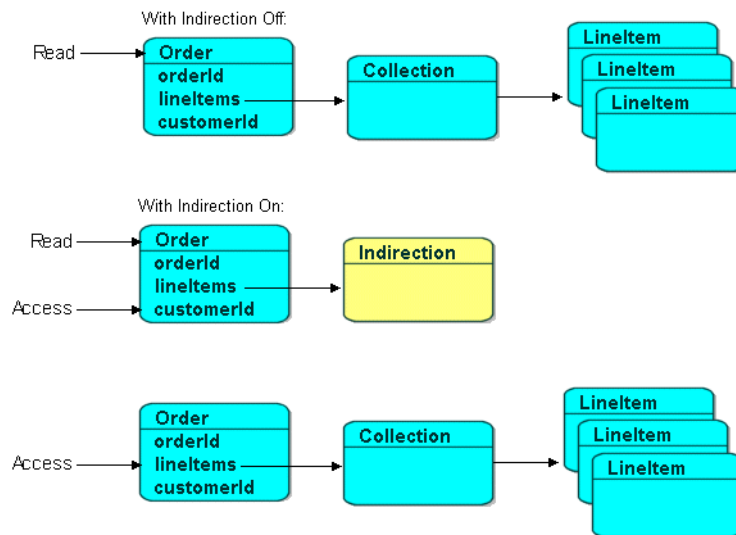 With Indirection Off:
Read
Order
orderId
lineItems
customerId
Collection
LineItem
LineItem
LineItem
With Indirection On:
Read
Order
orderId
lineItems
Access
customerId
Indirection
Order
orderId
Access
lineItems
customerId
Collection
LineItem
LineItem
LineItem